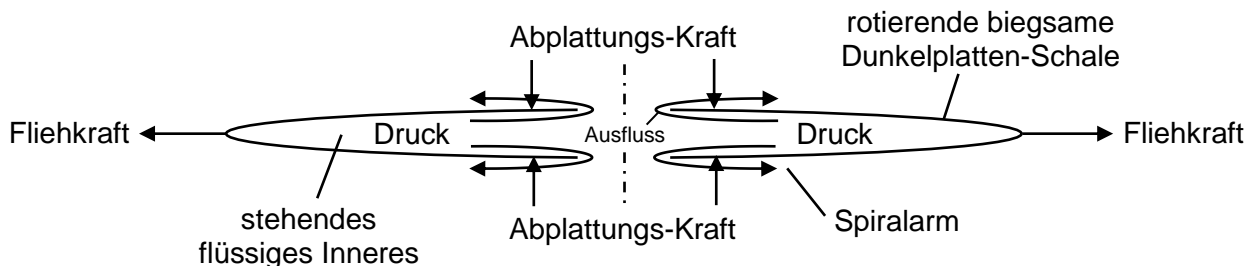 Abplattungs-Kraft
rotierende biegsame
Dunkelplatten-Schale
Fliehkraft
Druck
Ausfluss
Druck
Fliehkraft
stehendes
flüssiges Inneres
Abplattungs-Kraft
Spiralarm